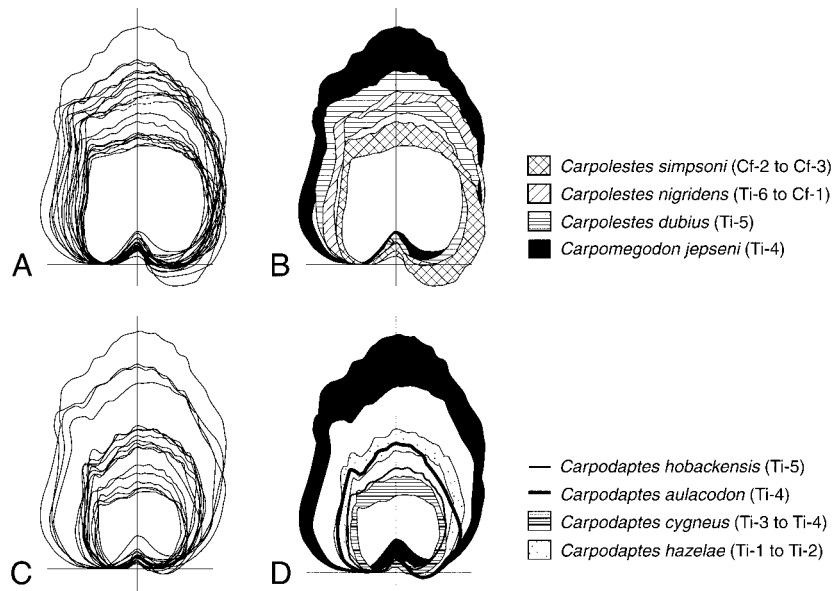 A
B
Carpolestes simpsoni (Cf-2 to Cf-3)
Carpolestes nigridens (Ti-6 to Cf-1)
Carpolestes dubius (Ti-5)
Carpomegodon jepseni (Ti-4)
C
D
Carpodaptes hobackensis (Ti-5)
Carpodaptes aulacodon (Ti-4)
Carpodaptes cygneus (Ti-3 to Ti-4)
Carpodaptes hazelae (Ti-1 to Ti-2)